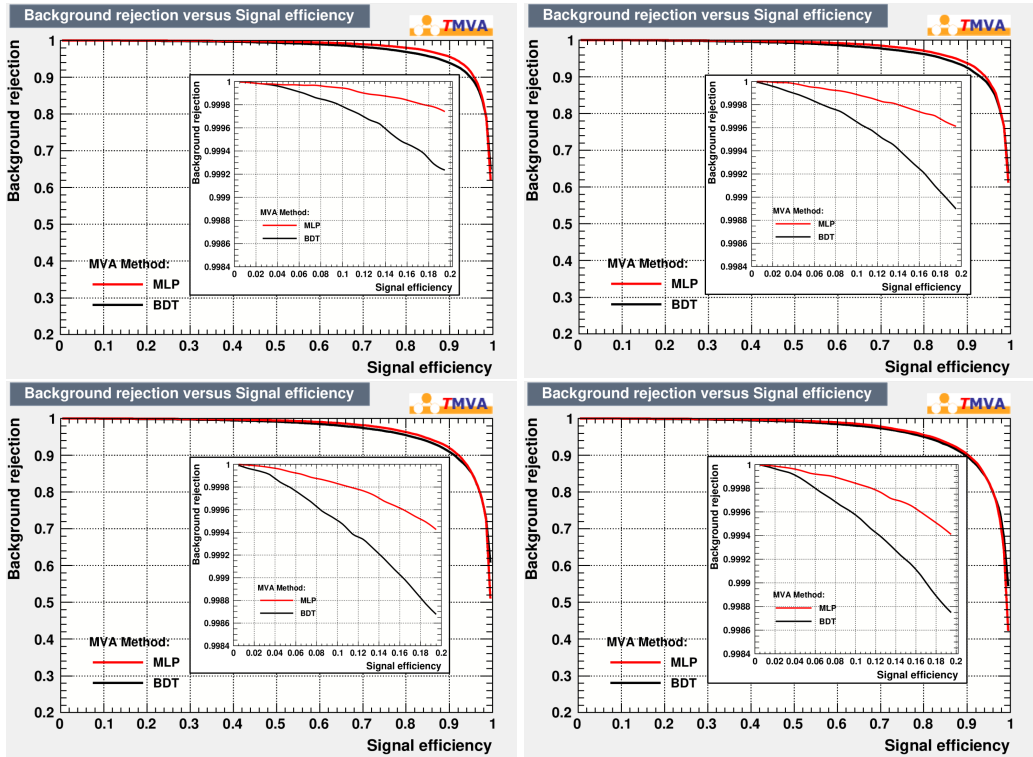 Background rejection versus Signal efficiency
TMVA
Background rejection
1
0.9
0.8
0.7
0.6
0.5
0.4
0.3
0.2
0 0.1 0.2 0.3 0.4 0.5 0.6 0.7 0.8 0.9 1
Signal efficiency
MVA Method:
MLP
BDT
Background rejection
1
0.9998
0.9996
0.9994
0.9992
0.999
0.9988
0.9986
0.9984
0 0.02 0.04 0.06 0.08 0.1 0.12 0.14 0.16 0.18 0.2
Signal efficiency
MVA Method:
MLP
BDT
Background rejection versus Signal efficiency
TMVA
Background rejection
1
0.9
0.8
0.7
0.6
0.5
0.4
0.3
0.2
0 0.1 0.2 0.3 0.4 0.5 0.6 0.7 0.8 0.9 1
Signal efficiency
MVA Method:
MLP
BDT
Background rejection
1
0.9998
0.9996
0.9994
0.9992
0.999
0.9988
0.9986
0.9984
0 0.02 0.04 0.06 0.08 0.1 0.12 0.14 0.16 0.18 0.2
Signal efficiency
MVA Method:
MLP
BDT
Background rejection versus Signal efficiency
TMVA
Background rejection
1
0.9
0.8
0.7
0.6
0.5
0.4
0.3
0.2
0 0.1 0.2 0.3 0.4 0.5 0.6 0.7 0.8 0.9 1
Signal efficiency
MVA Method:
MLP
BDT
Background rejection
1
0.9998
0.9996
0.9994
0.9992
0.999
0.9988
0.9986
0.9984
0 0.02 0.04 0.06 0.08 0.1 0.12 0.14 0.16 0.18 0.2
Signal efficiency
MVA Method:
MLP
BDT
Background rejection versus Signal efficiency
TMVA
Background rejection
1
0.9
0.8
0.7
0.6
0.5
0.4
0.3
0.2
0 0.1 0.2 0.3 0.4 0.5 0.6 0.7 0.8 0.9 1
Signal efficiency
MVA Method:
MLP
BDT
Background rejection
1
0.9998
0.9996
0.9994
0.9992
0.999
0.9988
0.9986
0.9984
0 0.02 0.04 0.06 0.08 0.1 0.12 0.14 0.16 0.18 0.2
Signal efficiency
MVA Method:
MLP
BDT